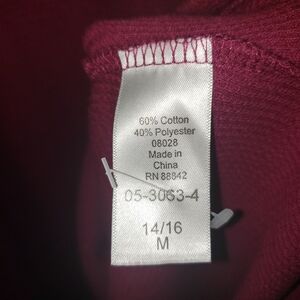 60% Cotton
40% Polyester
08028
Made in
China
RN 88842
05-3063-4
14/16
M